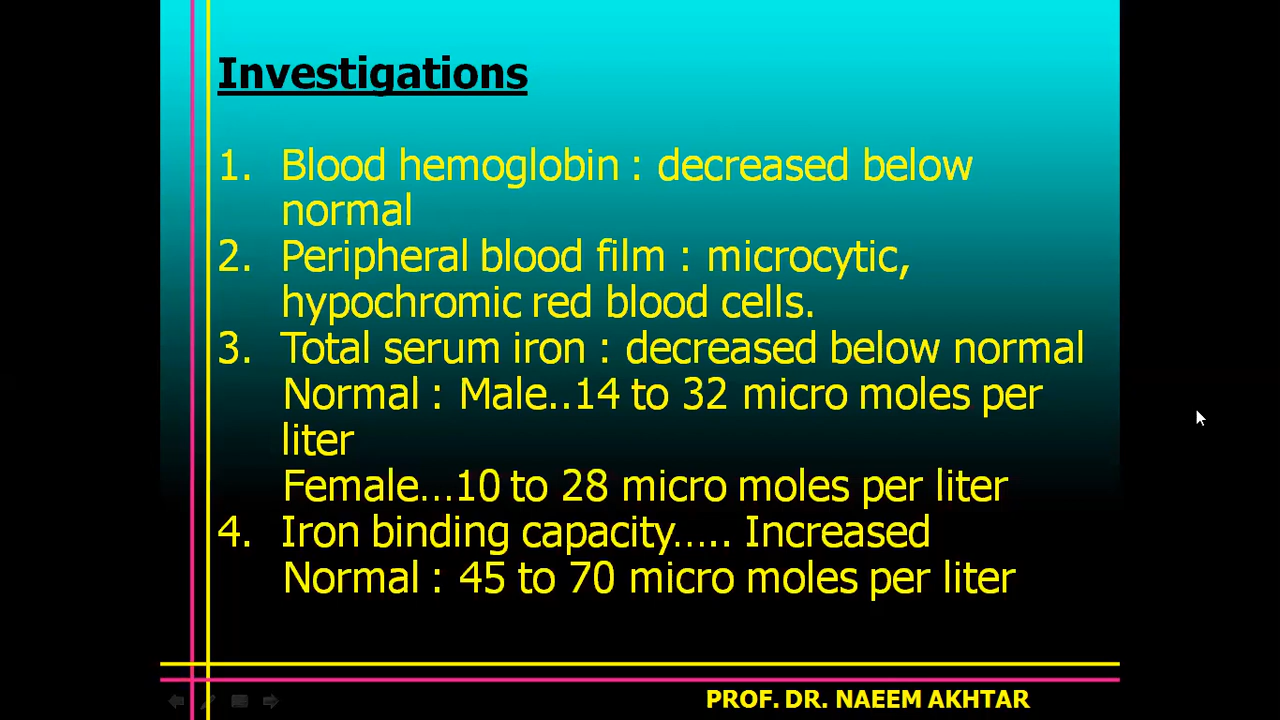 Investigations
1. Blood hemoglobin : decreased below
normal
2. Peripheral blood film : microcytic,
hypochromic red blood cells.
3. Total serum iron : decreased below normal
Normal : Male..14 to 32 micro moles per
liter
Female...10 to 28 micro moles per liter
4. Iron binding capacity..... Increased
Normal : 45 to 70 micro moles per liter
PROF. DR. NAEEM AKHTAR